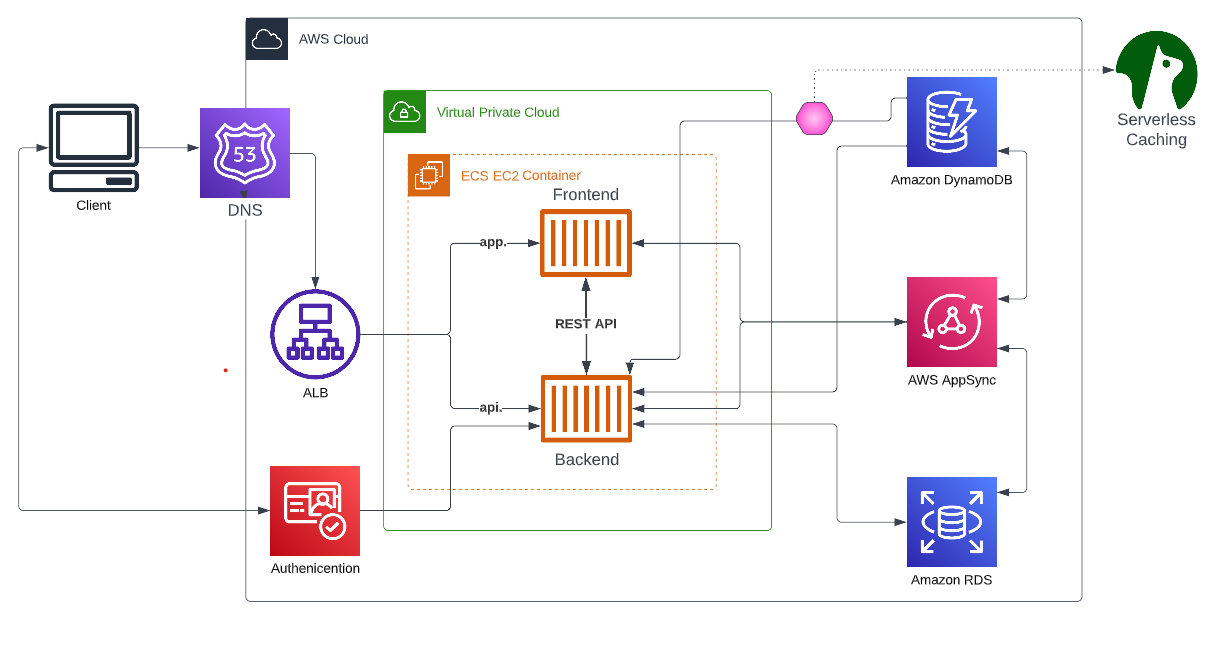 AWS Cloud
Client
53
DNS
Virtual Private Cloud
ECS EC2 Container
Frontend
app.
REST API
ALB
api.
Backend
Authenicention
Amazon DynamoDB
AWS AppSync
Amazon RDS
Serverless
Caching